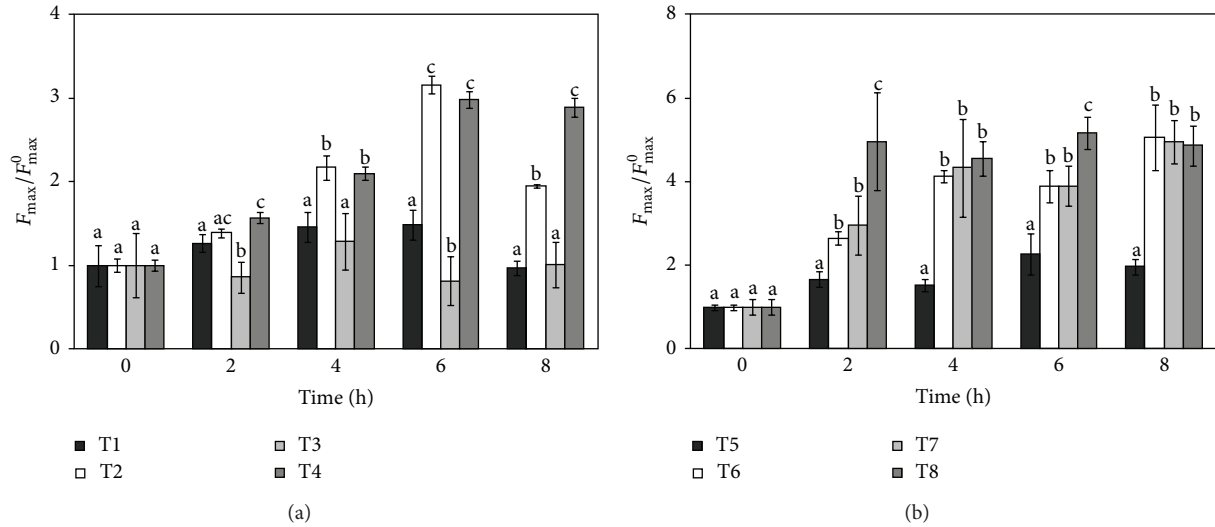 4
3
2
1
0
F_max/F^0_max
a a a a
a ac b c
a b a b
a c b c
a b a c
0 2 4 6 8
Time (h)
T1 T3
T2 T4
(a)
8
6
4
2
0
F_max/F^0_max
a a a a
a b b c
a b b b
a b b c
a b b b
0 2 4 6 8
Time (h)
T5 T7
T6 T8
(b)